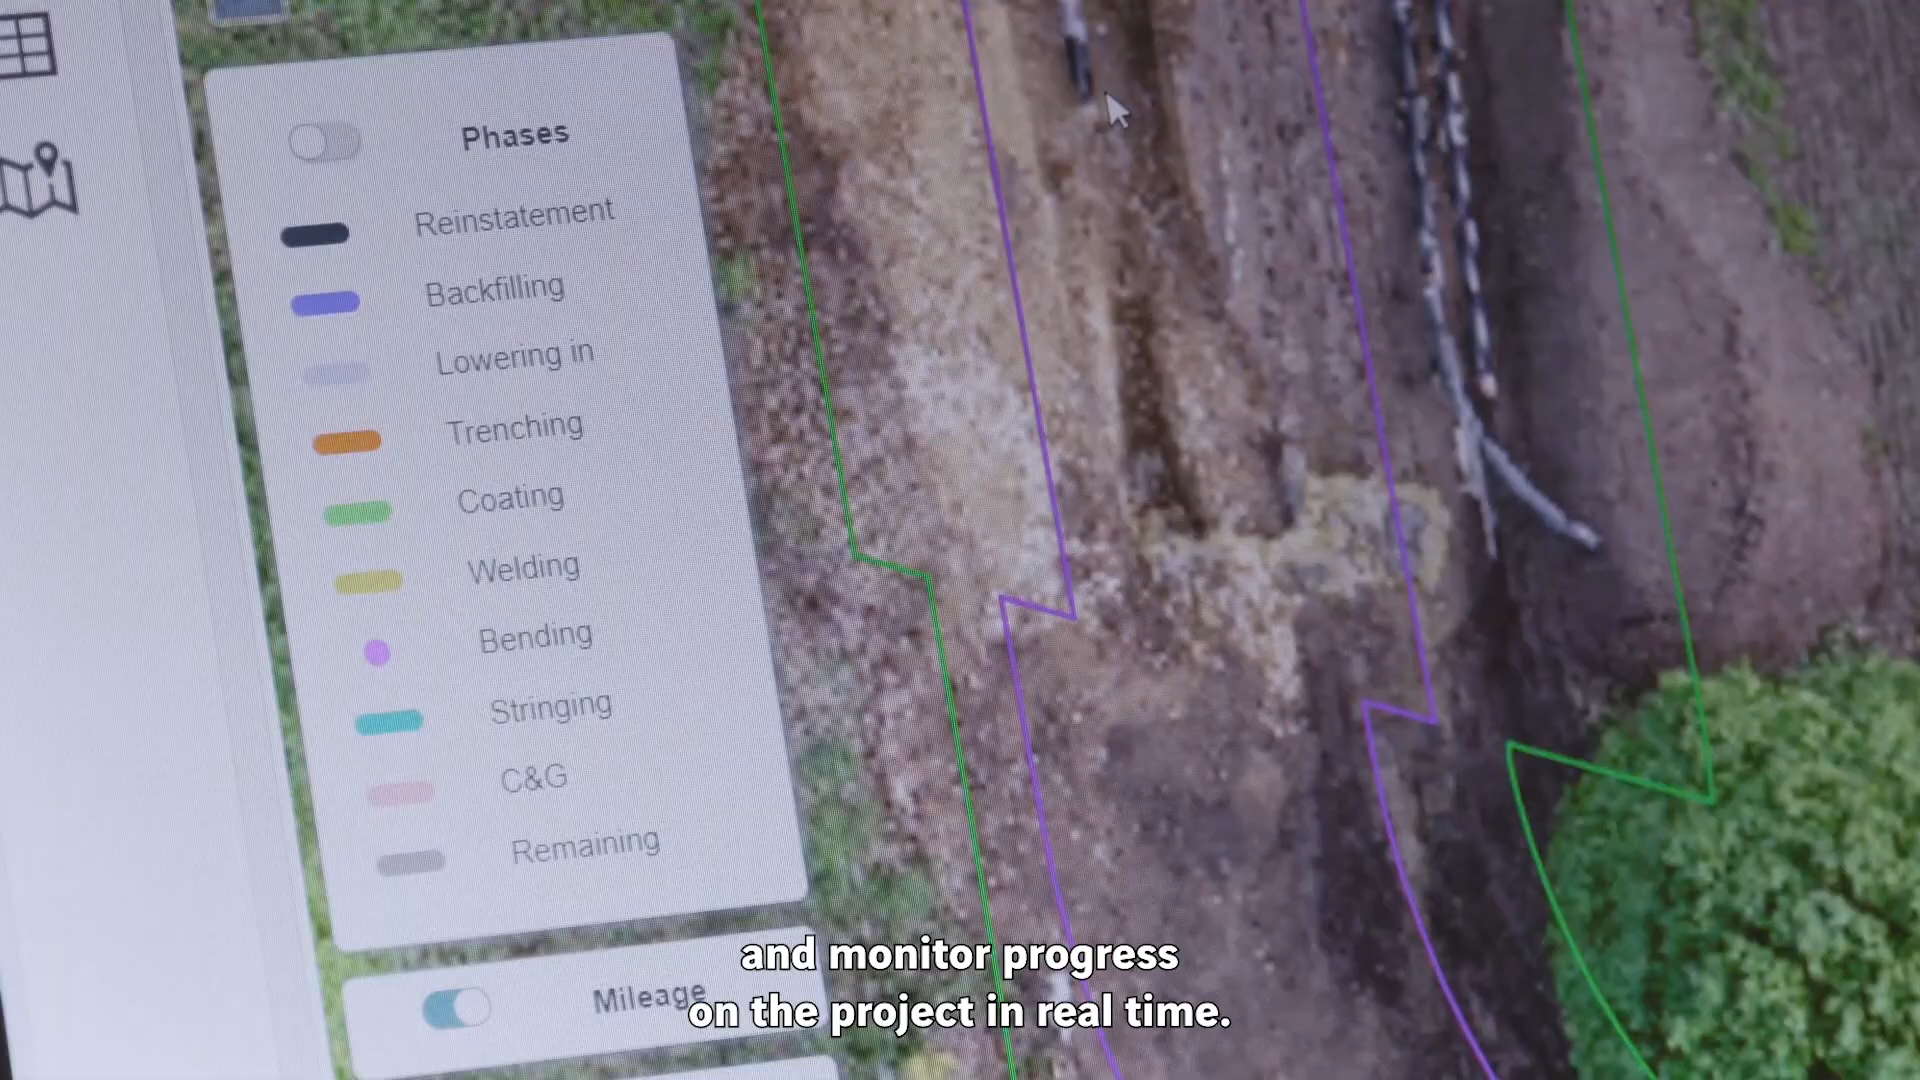 Phases
Reinstatement
Backfilling
Lowering in
Trenching
Coating
Welding
Bending
Stringing
C&G
Remaining
Mileage
and monitor progress
on the project in real time.